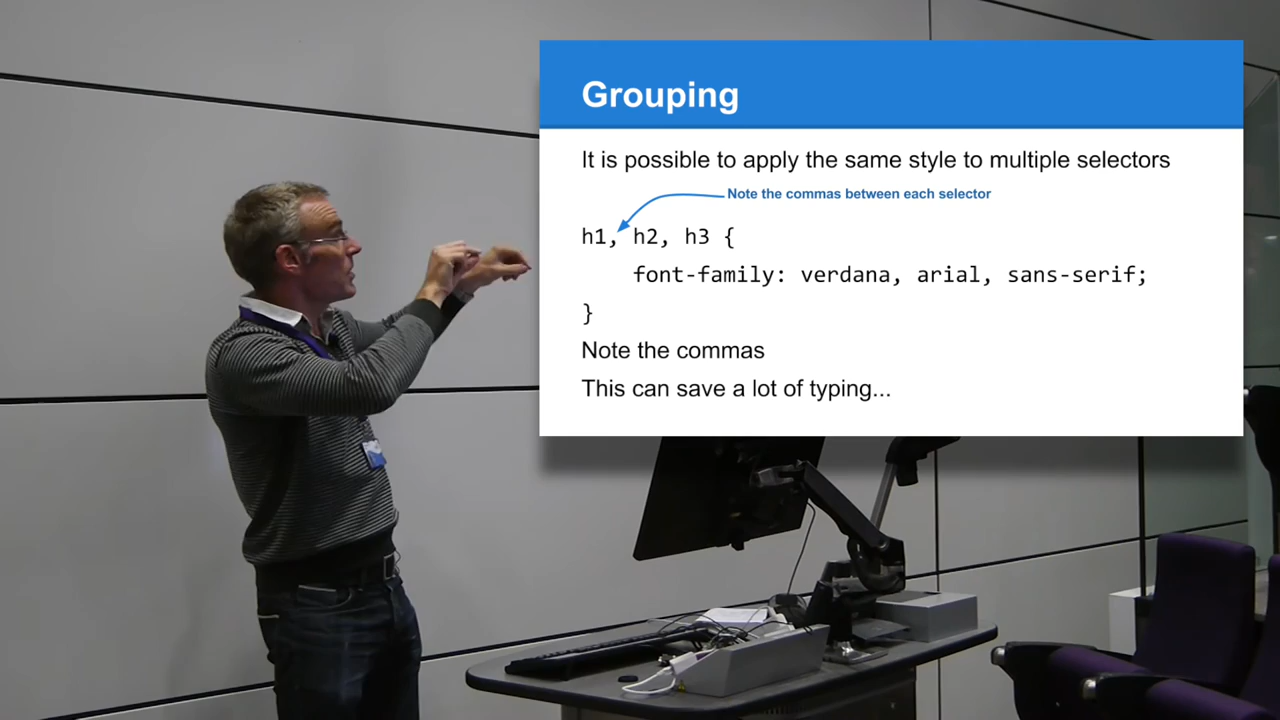 Grouping
It is possible to apply the same style to multiple selectors
Note the commas between each selector
h1, h2, h3 {
font-family: verdana, arial, sans-serif;
}
Note the commas
This can save a lot of typing...